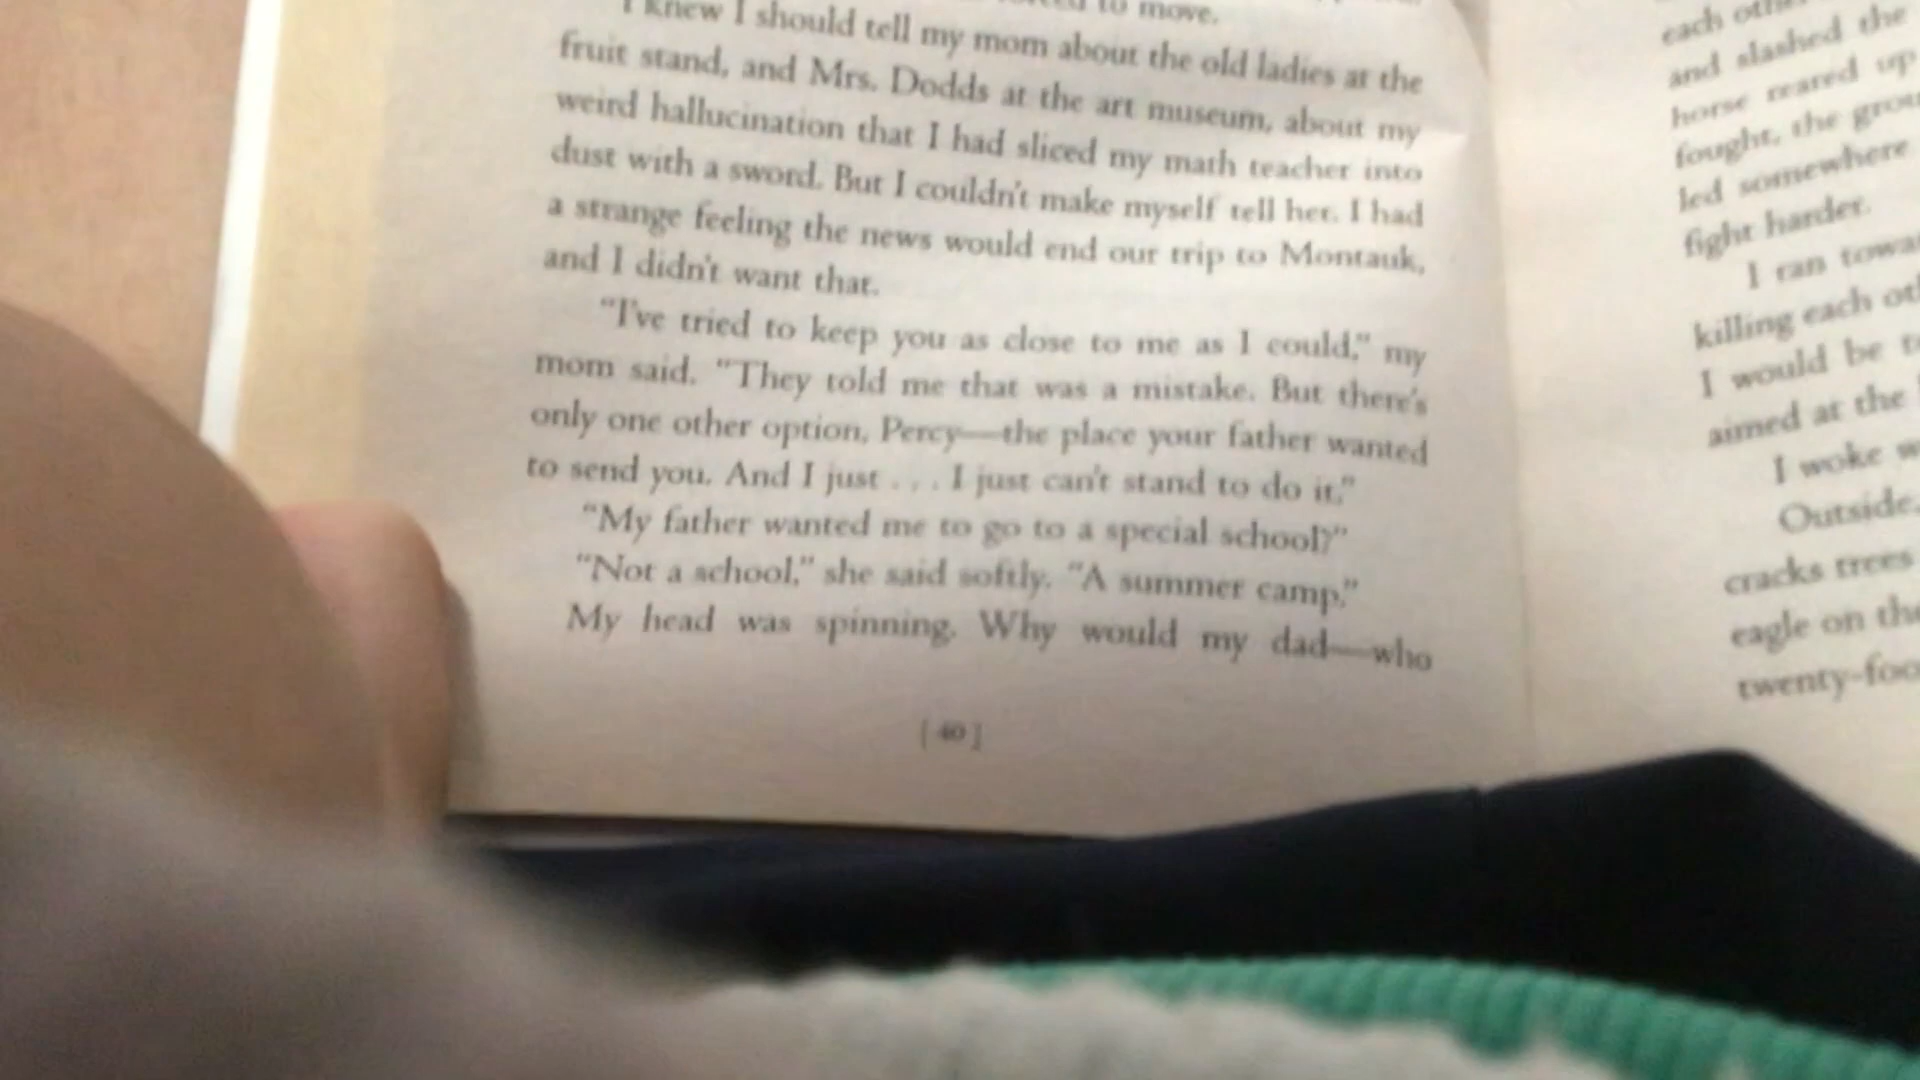 to move.
I knew I should tell my mom about the old ladies at the
fruit stand, and Mrs. Dodds at the art museum, about my
weird hallucination that I had sliced my math teacher into
dust with a sword. But I couldn't make myself tell her. I had
a strange feeling the news would end our trip to Montauk,
and I didn't want that.
"I've tried to keep you as close to me as I could," my
mom said. "They told me that was a mistake. But there's
only one other option, Percy—the place your father wanted
to send you. And I just . . . I just can't stand to do it."
"My father wanted me to go to a special school?"
"Not a school," she said softly. "A summer camp."
My head was spinning. Why would my dad—who
[ 40 ]
each
and slashed the
horse reared up
fought, the
led somewhere
fight harder.
I ran
killing each
I would be
aimed at the
I woke
Outside,
cracks trees
eagle on